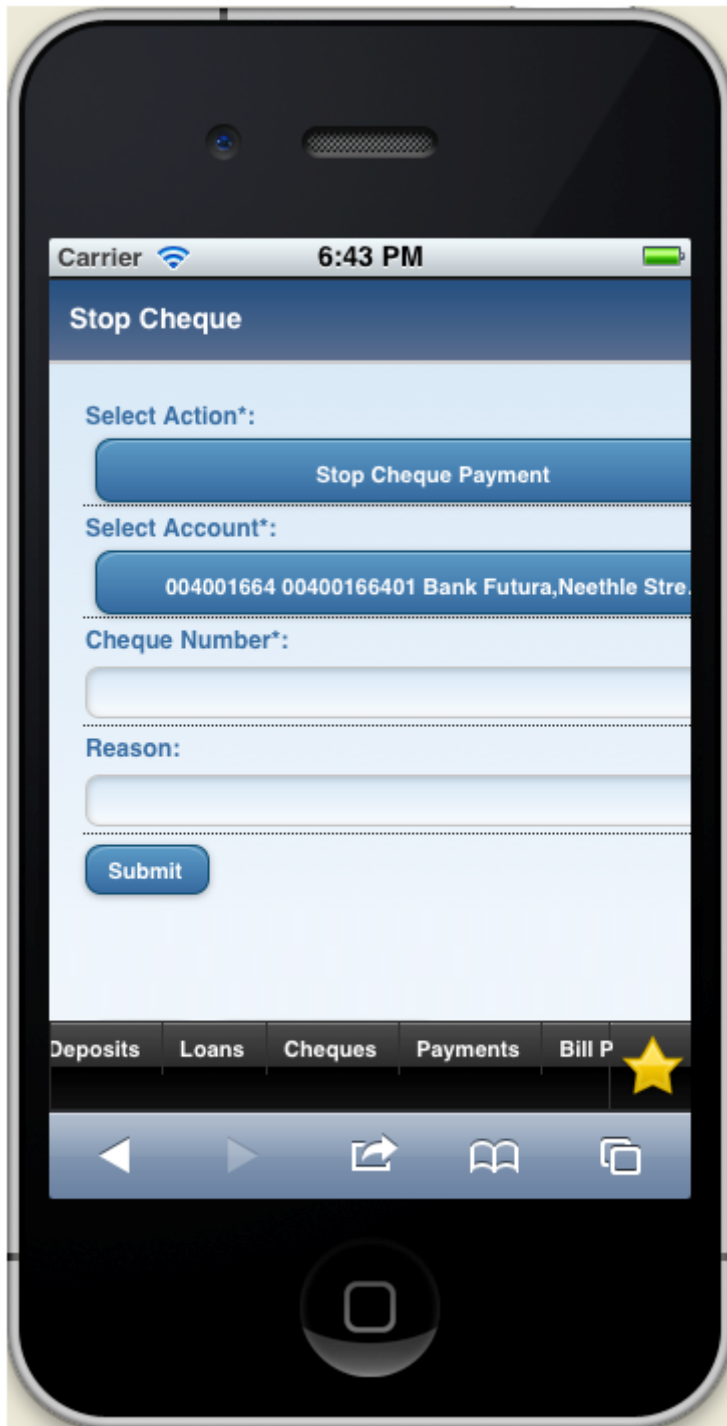 Carrier 6:43 PM
Stop Cheque
Select Action*:
Stop Cheque Payment
Select Account*:
004001664 00400166401 Bank Futura,Neethle Stre.
Cheque Number*:
Reason:
Submit
Deposits Loans Cheques Payments Bill P